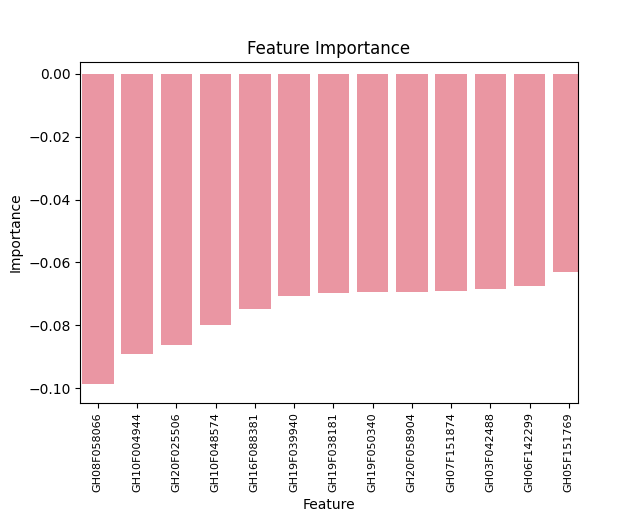 Feature Importance
0.00
−0.02
−0.04
−0.06
−0.08
−0.10
Importance
GH08F058066
GH10F004944
GH20F025506
GH10F048574
GH16F088381
GH19F039940
GH19F038181
GH19F050340
GH20F058904
GH07F151874
GH03F042488
GH06F142299
GH05F151769
Feature